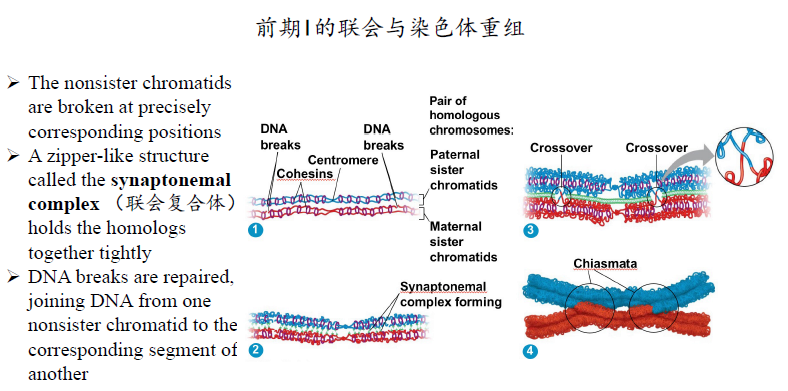 前期I的联会与染色体重组
➢ The nonsister chromatids
are broken at precisely
corresponding positions
➢ A zipper-like structure
called the synaptonemal
complex （联会复合体）
holds the homologs
together tightly
➢ DNA breaks are repaired,
joining DNA from one
nonsister chromatid to the
corresponding segment of
another
DNA
breaks
Centromere
Cohesins
DNA
breaks
Pair of
homologous
chromosomes:
Paternal
sister
chromatids
Maternal
sister
chromatids
1
Synaptonemal
complex forming
2
Crossover
Crossover
3
Chiasmata
4